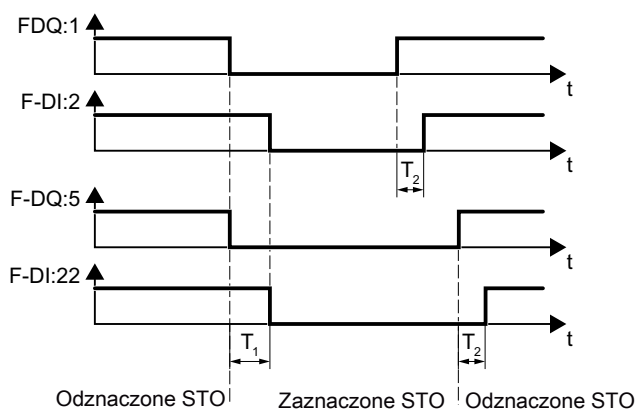 FDQ:1
t
F-DI:2
t
T2
F-DQ:5
t
F-DI:22
t
T1
T2
Odznaczone STO
Zaznaczone STO
Odznaczone STO